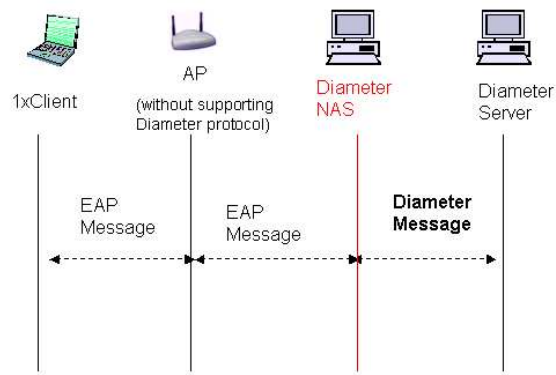 1xClient
AP
(without supporting
Diameter protocol)
Diameter
NAS
Diameter
Server
EAP
Message
EAP
Message
Diameter
Message